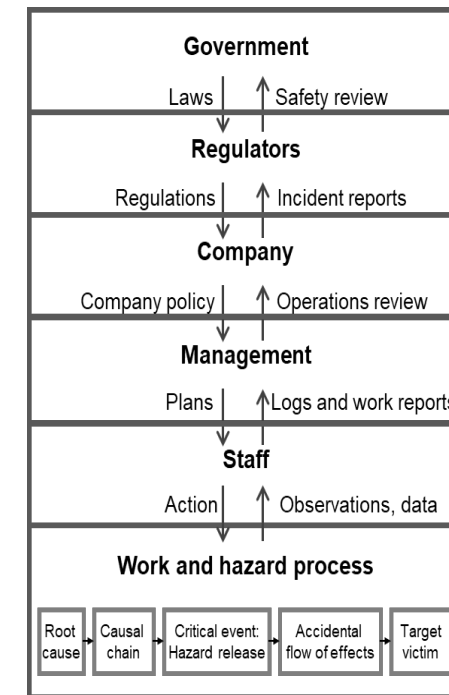 Government
Laws Safety review
Regulators
Regulations Incident reports
Company
Company policy Operations review
Management
Plans Logs and work reports
Staff
Action Observations, data
Work and hazard process
Root
cause
Causal
chain
Critical event:
Hazard release
Accidental
flow of effects
Target
victim